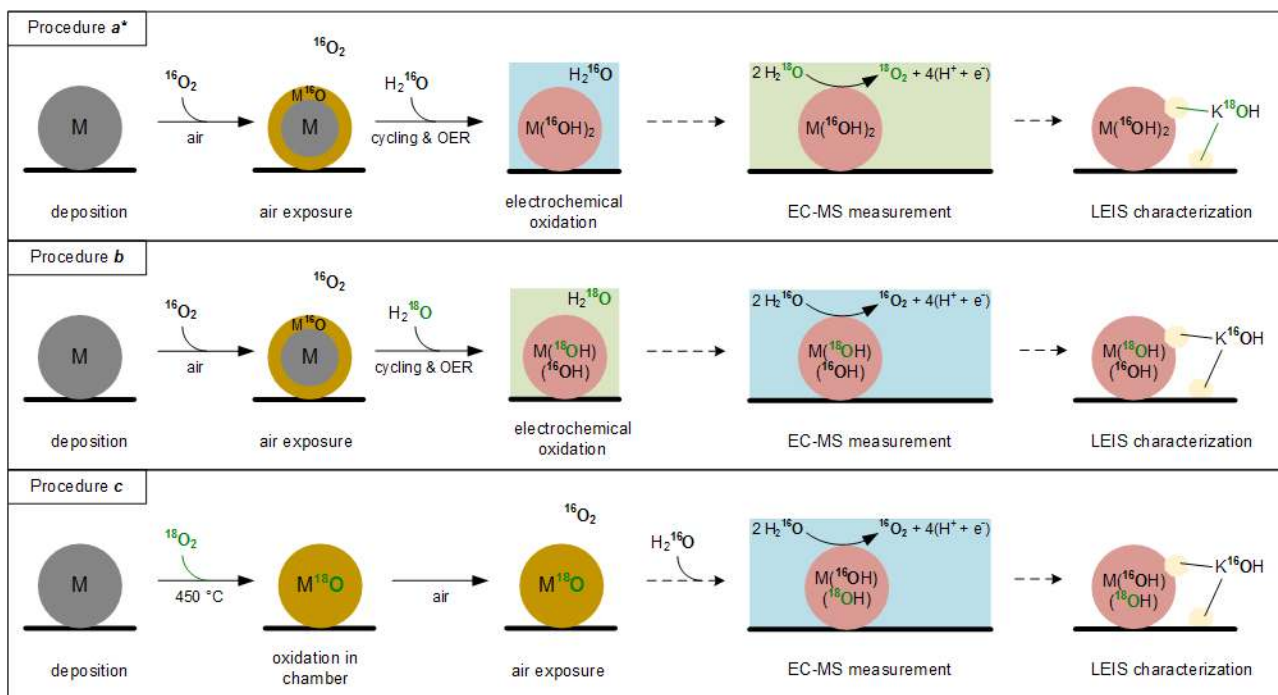 Procedure a*
¹⁶O₂
¹⁶O₂
H₂¹⁶O
H₂¹⁶O
2 H₂¹⁸O
¹⁸O₂ + 4(H⁺ + e⁻)
M
M¹⁶O
M
M(¹⁶OH)₂
M(¹⁶OH)₂
M(¹⁶OH)₂
K¹⁸OH
air
cycling & OER
deposition
air exposure
electrochemical
oxidation
EC-MS measurement
LEIS characterization
Procedure b
¹⁶O₂
¹⁶O₂
H₂¹⁸O
H₂¹⁸O
2 H₂¹⁶O
¹⁶O₂ + 4(H⁺ + e⁻)
M
M¹⁶O
M
M(¹⁸OH)
(¹⁶OH)
M(¹⁸OH)
(¹⁶OH)
M(¹⁸OH)
(¹⁶OH)
K¹⁶OH
air
cycling & OER
deposition
air exposure
electrochemical
oxidation
EC-MS measurement
LEIS characterization
Procedure c
¹⁸O₂
¹⁶O₂
H₂¹⁶O
2 H₂¹⁶O
¹⁶O₂ + 4(H⁺ + e⁻)
M
450 °C
M¹⁸O
air
M¹⁸O
M(¹⁶OH)
(¹⁸OH)
M(¹⁶OH)
(¹⁸OH)
K¹⁶OH
deposition
oxidation in
chamber
air exposure
EC-MS measurement
LEIS characterization